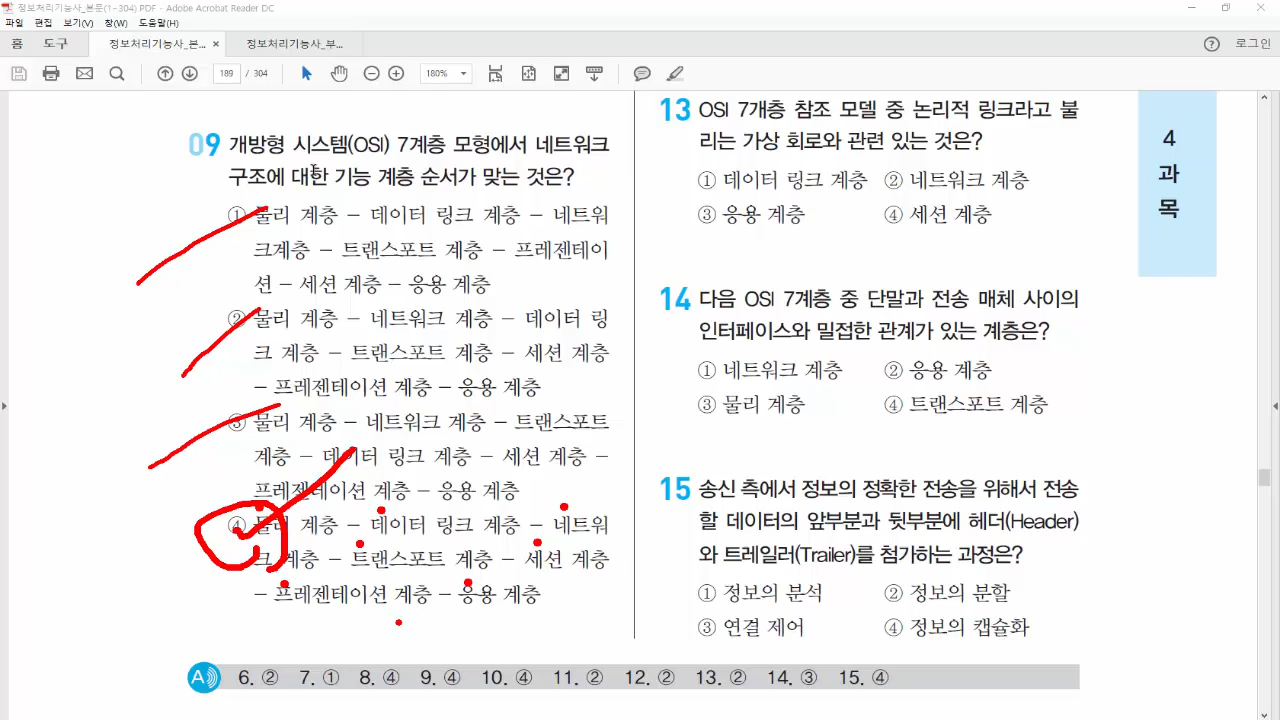 정보처리기능사_본문(1-304) PDF - Adobe Acrobat Reader DC
파일 편집 보기(V) 창(W) 도움말(H)
홈 도구 정보처리기능사_본... × 정보처리기능사_부... ? 로그인
189 / 304 180%
09 개방형 시스템(OSI) 7계층 모형에서 네트워크
구조에 대한 기능 계층 순서가 맞는 것은?
① 물리 계층 – 데이터 링크 계층 – 네트워
크계층 – 트랜스포트 계층 – 프레젠테이
션 – 세션 계층 – 응용 계층
② 물리 계층 – 네트워크 계층 – 데이터 링
크 계층 – 트랜스포트 계층 – 세션 계층
– 프레젠테이션 계층 – 응용 계층
③ 물리 계층 – 네트워크 계층 – 트랜스포트
계층 – 데이터 링크 계층 – 세션 계층 –
프레젠테이션 계층 – 응용 계층
④ 물리 계층 – 데이터 링크 계층 – 네트워
크 계층 – 트랜스포트 계층 – 세션 계층
– 프레젠테이션 계층 – 응용 계층
13 OSI 7개층 참조 모델 중 논리적 링크라고 불
리는 가상 회로와 관련 있는 것은?
① 데이터 링크 계층 ② 네트워크 계층
③ 응용 계층 ④ 세션 계층
14 다음 OSI 7계층 중 단말과 전송 매체 사이의
인터페이스와 밀접한 관계가 있는 계층은?
① 네트워크 계층 ② 응용 계층
③ 물리 계층 ④ 트랜스포트 계층
15 송신 측에서 정보의 정확한 전송을 위해서 전송
할 데이터의 앞부분과 뒷부분에 헤더(Header)
와 트레일러(Trailer)를 첨가하는 과정은?
① 정보의 분석 ② 정보의 분할
③ 연결 제어 ④ 정보의 캡슐화
4
과
목
A 6. ② 7. ① 8. ④ 9. ④ 10. ④ 11. ② 12. ② 13. ② 14. ③ 15. ④